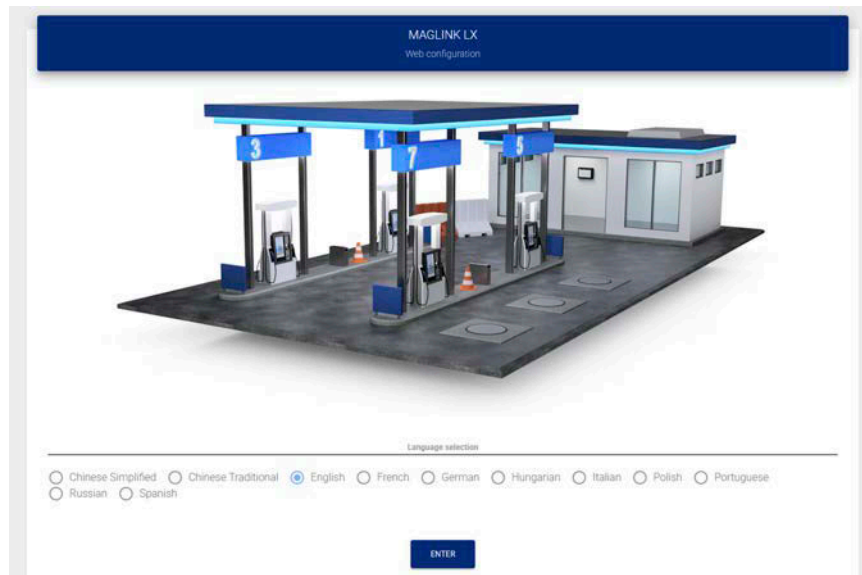 MAGLINK LX
Web configuration
3
1
7
5
Language selection
Chinese Simplified Chinese Traditional English French German Hungarian Italian Polish Portuguese
Russian Spanish
ENTER